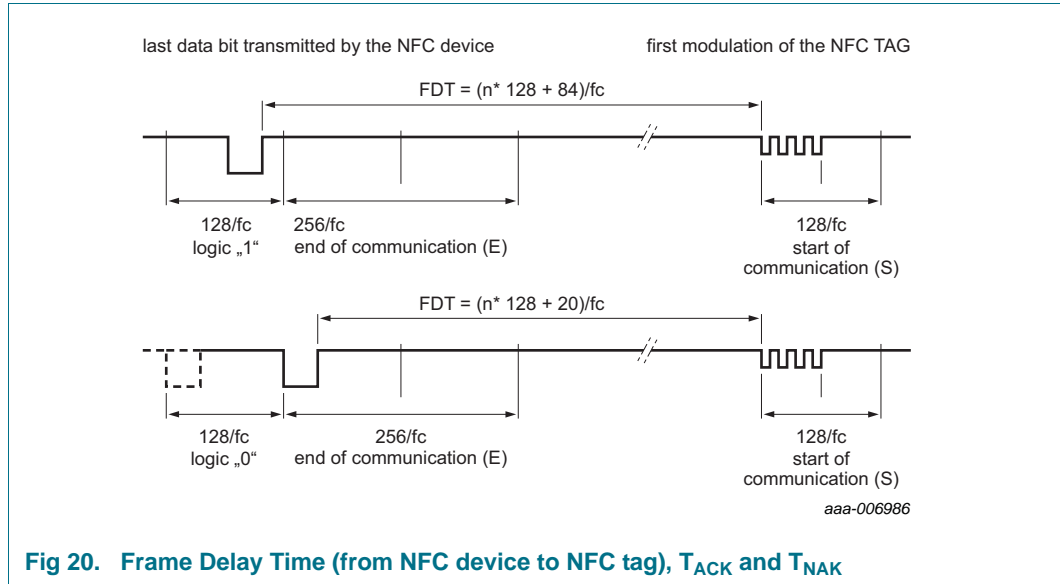 last data bit transmitted by the NFC device
first modulation of the NFC TAG
FDT = (n* 128 + 84)/fc
128/fc
logic „1“
256/fc
end of communication (E)
128/fc
start of
communication (S)
FDT = (n* 128 + 20)/fc
128/fc
logic „0“
256/fc
end of communication (E)
128/fc
start of
communication (S)
aaa-006986
Fig 20. Frame Delay Time (from NFC device to NFC tag), TACK and TNAK